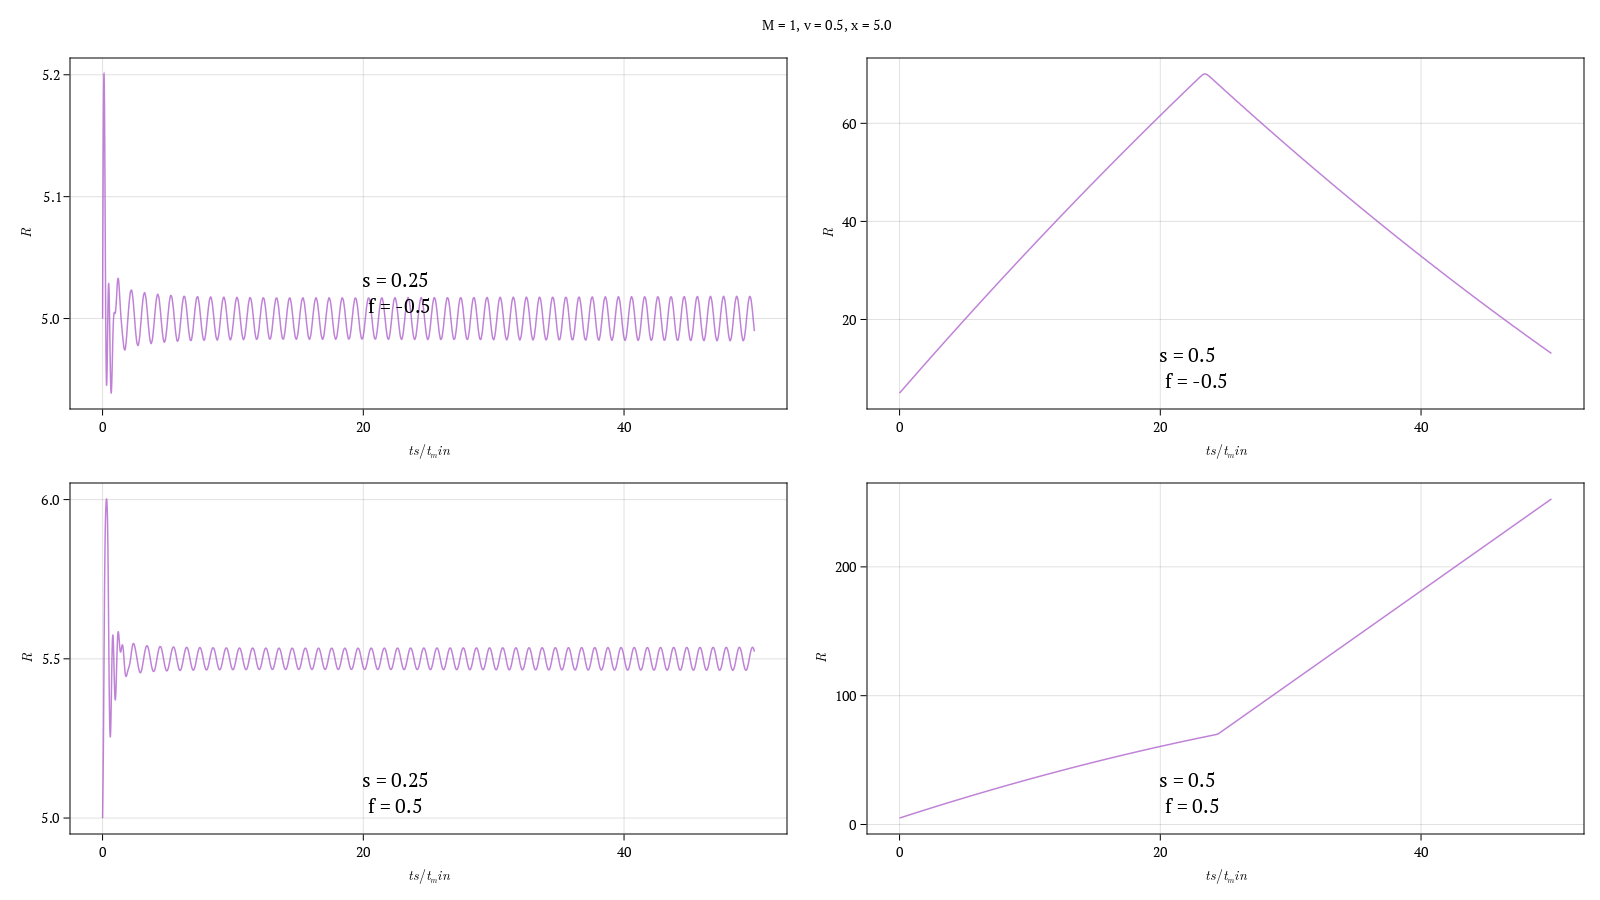 M = 1, v = 0.5, x = 5.0
5.2
5.1
5.0
R
s = 0.25
f = -0.5
0
20
40
ts/t_min
60
40
20
R
s = 0.5
f = -0.5
0
20
40
ts/t_min
6.0
5.5
5.0
R
s = 0.25
f = 0.5
0
20
40
ts/t_min
200
100
0
R
s = 0.5
f = 0.5
0
20
40
ts/t_min